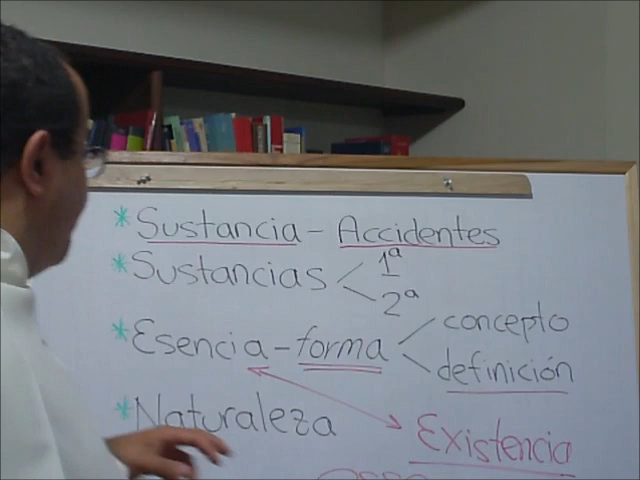 * Sustancia - Accidentes
* Sustancias 1ª
2ª
* Esencia - forma concepto
definición
* Naturaleza
Existencia